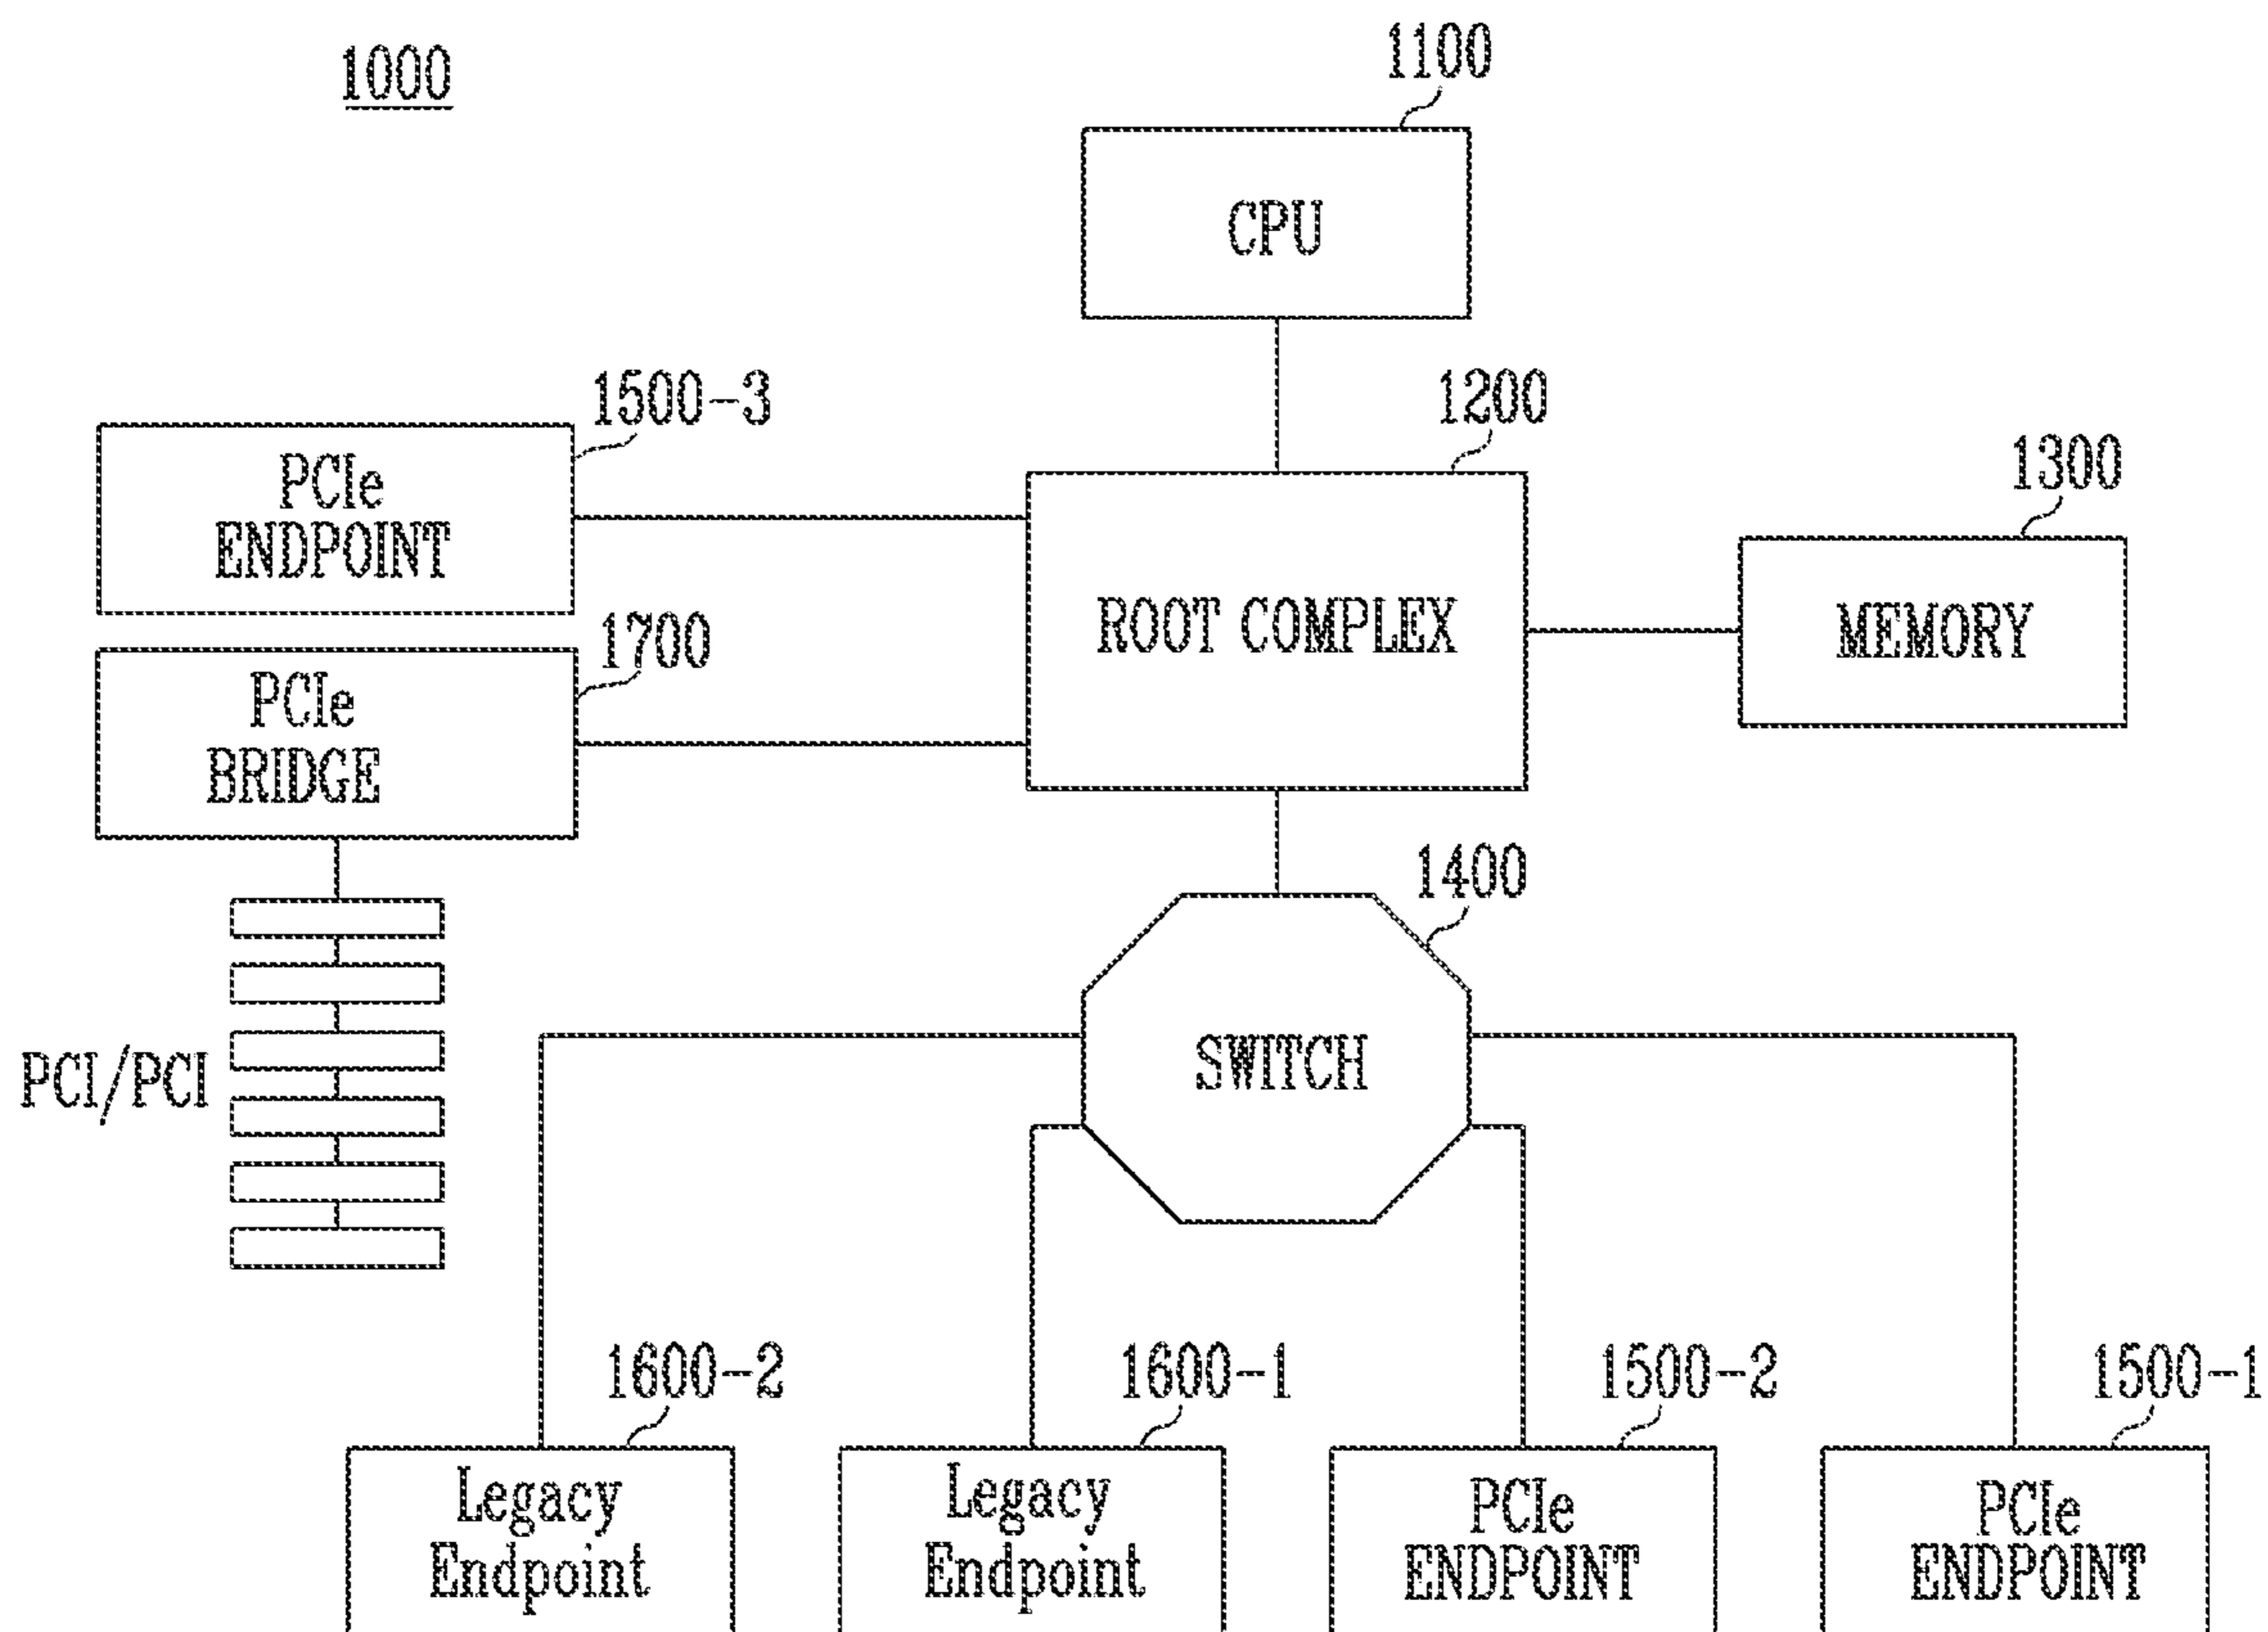 1000
1100
CPU
1500-3
1200
PCIe
ENDPOINT
1300
ROOT COMPLEX
MEMORY
1700
PCIe
BRIDGE
1400
PCI/PCI
SWITCH
1600-2
1600-1
1500-2
1500-1
Legacy
Endpoint
Legacy
Endpoint
PCIe
ENDPOINT
PCIe
ENDPOINT